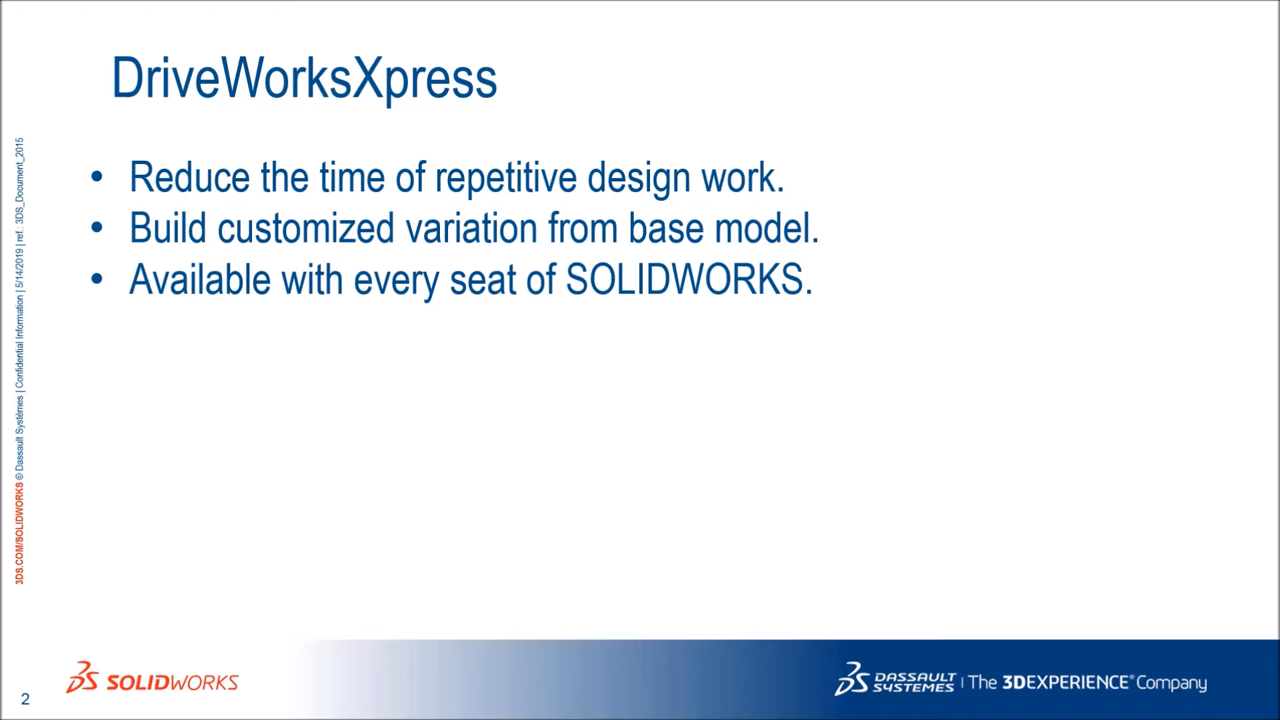 DriveWorksXpress
• Reduce the time of repetitive design work.
• Build customized variation from base model.
• Available with every seat of SOLIDWORKS.
3DS.COM/SOLIDWORKS © Dassault Systèmes | Confidential Information | 5/14/2019 | ref.: 3DS_Document_2015
2
SOLIDWORKS
DASSAULT SYSTEMES | The 3DEXPERIENCE® Company